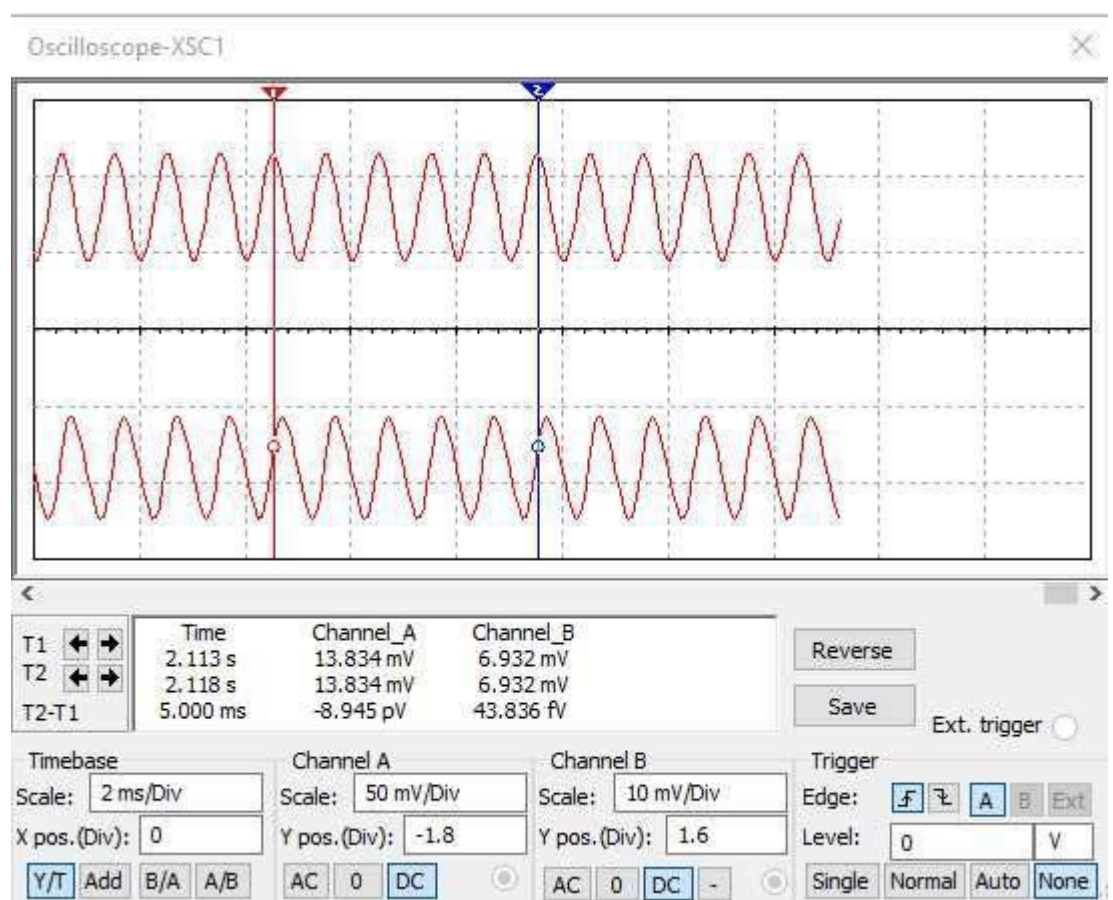 Oscilloscope-XSC1
1 2
T1
T2
T2-T1
Time Channel_A Channel_B
2.113 s 13.834 mV 6.932 mV
2.118 s 13.834 mV 6.932 mV
5.000 ms -8.945 pV 43.836 fV
Reverse
Save
Ext. trigger
Timebase
Scale: 2 ms/Div
X pos.(Div): 0
Y/T Add B/A A/B
Channel A
Scale: 50 mV/Div
Y pos.(Div): -1.8
AC 0 DC
Channel B
Scale: 10 mV/Div
Y pos.(Div): 1.6
AC 0 DC -
Trigger
Edge: A B Ext
Level: 0 V
Single Normal Auto None